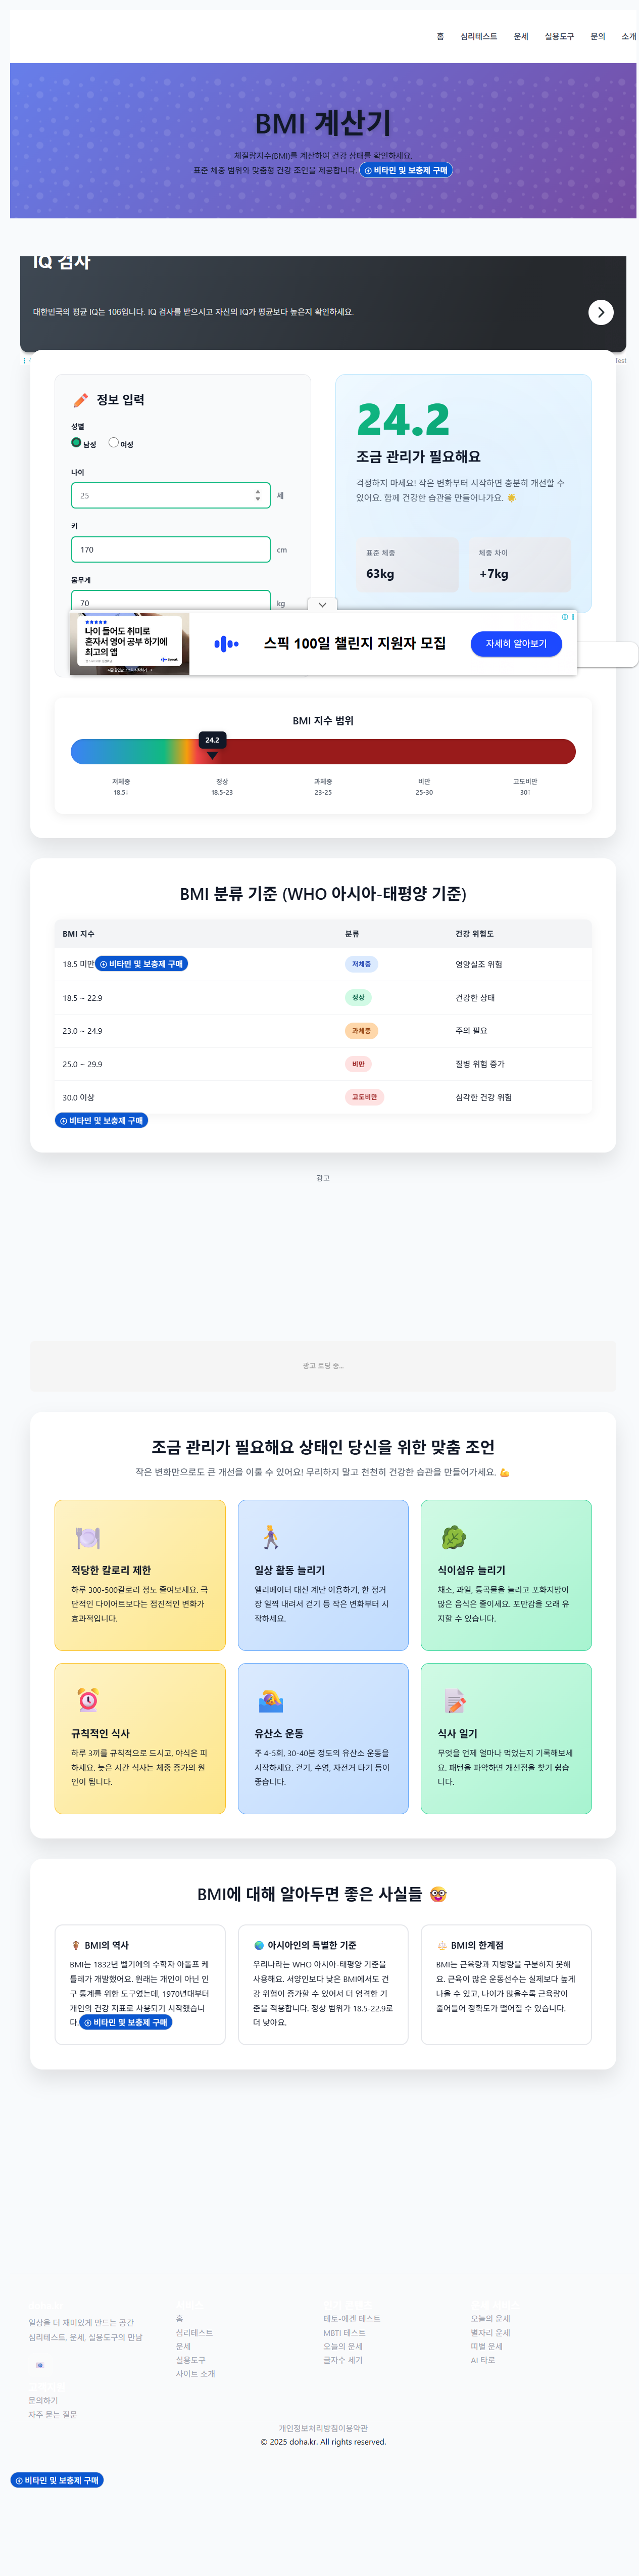 홈 심리테스트 운세 실용도구 문의 소개
BMI 계산기
체질량지수(BMI)를 계산하여 건강 상태를 확인하세요.
표준 체중 범위와 맞춤형 건강 조언을 제공합니다. 비타민 및 보충제 구매
IQ 검사
대한민국의 평균 IQ는 106입니다. IQ 검사를 받으시고 자신의 IQ가 평균보다 높은지 확인하세요.
Test
정보 입력
성별
남성 여성
나이
25 세
키
170 cm
몸무게
70 kg
24.2
조금 관리가 필요해요
걱정하지 마세요! 작은 변화부터 시작하면 충분히 개선할 수
있어요. 함께 건강한 습관을 만들어나가요. ☀️
표준 체중
63kg
체중 차이
+7kg
나이 들어도 취미로
혼자서 영어 공부 하기에
최고의 앱
스픽 100일 챌린지 지원자 모집
자세히 알아보기
BMI 지수 범위
24.2
저체중 정상 과체중 비만 고도비만
18.5↓ 18.5-23 23-25 25-30 30↑
BMI 분류 기준 (WHO 아시아-태평양 기준)
BMI 지수 분류 건강 위험도
18.5 미만 비타민 및 보충제 구매 저체중 영양실조 위험
18.5 ~ 22.9 정상 건강한 상태
23.0 ~ 24.9 과체중 주의 필요
25.0 ~ 29.9 비만 질병 위험 증가
30.0 이상 고도비만 심각한 건강 위험
비타민 및 보충제 구매
광고
광고 로딩 중...
조금 관리가 필요해요 상태인 당신을 위한 맞춤 조언
작은 변화만으로도 큰 개선을 이룰 수 있어요! 무리하지 말고 천천히 건강한 습관을 만들어가세요. 💪
적당한 칼로리 제한
하루 300-500칼로리 정도 줄여보세요. 극
단적인 다이어트보다는 점진적인 변화가
효과적입니다.
일상 활동 늘리기
엘리베이터 대신 계단 이용하기, 한 정거
장 일찍 내려서 걷기 등 작은 변화부터 시
작하세요.
식이섬유 늘리기
채소, 과일, 통곡물을 늘리고 포화지방이
많은 음식은 줄이세요. 포만감을 오래 유
지할 수 있습니다.
규칙적인 식사
하루 3끼를 규칙적으로 드시고, 야식은 피
하세요. 늦은 시간 식사는 체중 증가의 원
인이 됩니다.
유산소 운동
주 4-5회, 30-40분 정도의 유산소 운동을
시작하세요. 걷기, 수영, 자전거 타기 등이
좋습니다.
식사 일기
무엇을 언제 얼마나 먹었는지 기록해보세
요. 패턴을 파악하면 개선점을 찾기 쉽습
니다.
BMI에 대해 알아두면 좋은 사실들 🤓
BMI의 역사
BMI는 1832년 벨기에의 수학자 아돌프 케
틀레가 개발했어요. 원래는 개인이 아닌 인
구 통계를 위한 도구였는데, 1970년대부터
개인의 건강 지표로 사용되기 시작했습니
다. 비타민 및 보충제 구매
🌏 아시아인의 특별한 기준
우리나라는 WHO 아시아-태평양 기준을
사용해요. 서양인보다 낮은 BMI에서도 건
강 위험이 증가할 수 있어서 더 엄격한 기
준을 적용합니다. 정상 범위가 18.5-22.9로
더 낮아요.
⚖️ BMI의 한계점
BMI는 근육량과 지방량을 구분하지 못해
요. 근육이 많은 운동선수는 실제보다 높게
나올 수 있고, 나이가 많을수록 근육량이
줄어들어 정확도가 떨어질 수 있습니다.
일상을 더 재미있게 만드는 공간
심리테스트, 운세, 실용도구의 만남
문의하기
자주 묻는 질문
홈
심리테스트
운세
실용도구
사이트 소개
테토-에겐 테스트
MBTI 테스트
오늘의 운세
글자수 세기
오늘의 운세
별자리 운세
띠별 운세
AI 타로
개인정보처리방침이용약관
© 2025 doha.kr. All rights reserved.
비타민 및 보충제 구매